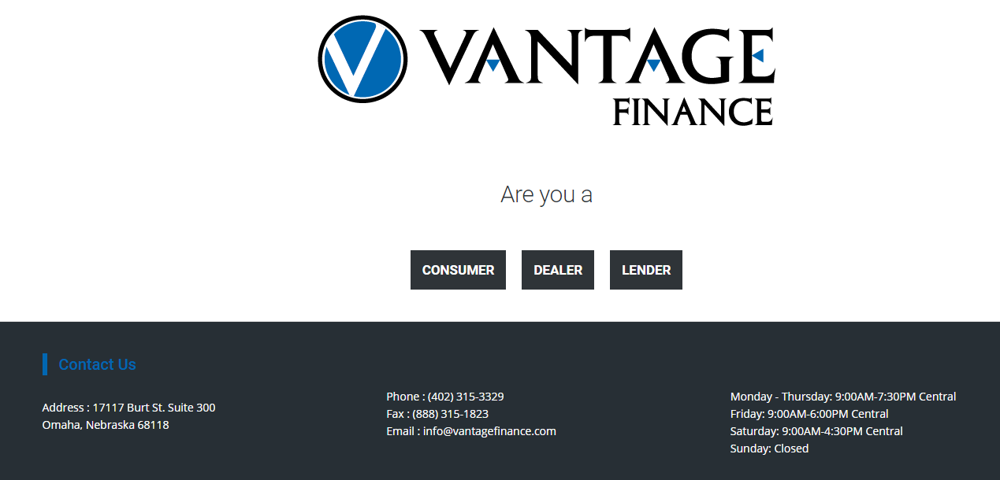 VANTAGE
FINANCE
Are you a
CONSUMER DEALER LENDER
Contact Us
Address : 17117 Burt St. Suite 300
Omaha, Nebraska 68118
Phone : (402) 315-3329
Fax : (888) 315-1823
Email : info@vantagefinance.com
Monday - Thursday: 9:00AM-7:30PM Central
Friday: 9:00AM-6:00PM Central
Saturday: 9:00AM-4:30PM Central
Sunday: Closed